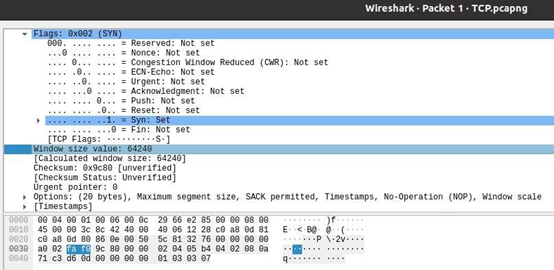 Wireshark · Packet 1 · TCP.pcapng
Flags: 0x002 (SYN)
000. .... .... = Reserved: Not set
...0 .... .... = Nonce: Not set
.... 0... .... = Congestion Window Reduced (CWR): Not set
.... .0.. .... = ECN-Echo: Not set
.... ..0. .... = Urgent: Not set
.... ...0 .... = Acknowledgment: Not set
.... .... 0... = Push: Not set
.... .... .0.. = Reset: Not set
.... .... ..1. = Syn: Set
.... .... ...0 = Fin: Not set
[TCP Flags: ··········S·]
Window size value: 64240
[Calculated window size: 64240]
Checksum: 0x9c80 [unverified]
[Checksum Status: Unverified]
Urgent pointer: 0
Options: (20 bytes), Maximum segment size, SACK permitted, Timestamps, No-Operation (NOP), Window scale
[Timestamps]
0000 00 04 00 01 00 06 00 0c 29 66 e2 85 00 00 08 00 ········ )f······
0010 45 00 00 3c 8c 42 40 00 40 06 12 28 c0 a8 0d 81 E··<·B@· @··(····
0020 c0 a8 0d 80 86 0e 00 50 5c 81 32 76 00 00 00 00 ·······P \·2v····
0030 a0 02 fa f0 9c 80 00 00 02 04 05 b4 04 02 08 0a ········ ········
0040 71 c3 d6 0d 00 00 00 00 01 03 03 07 q······· ····